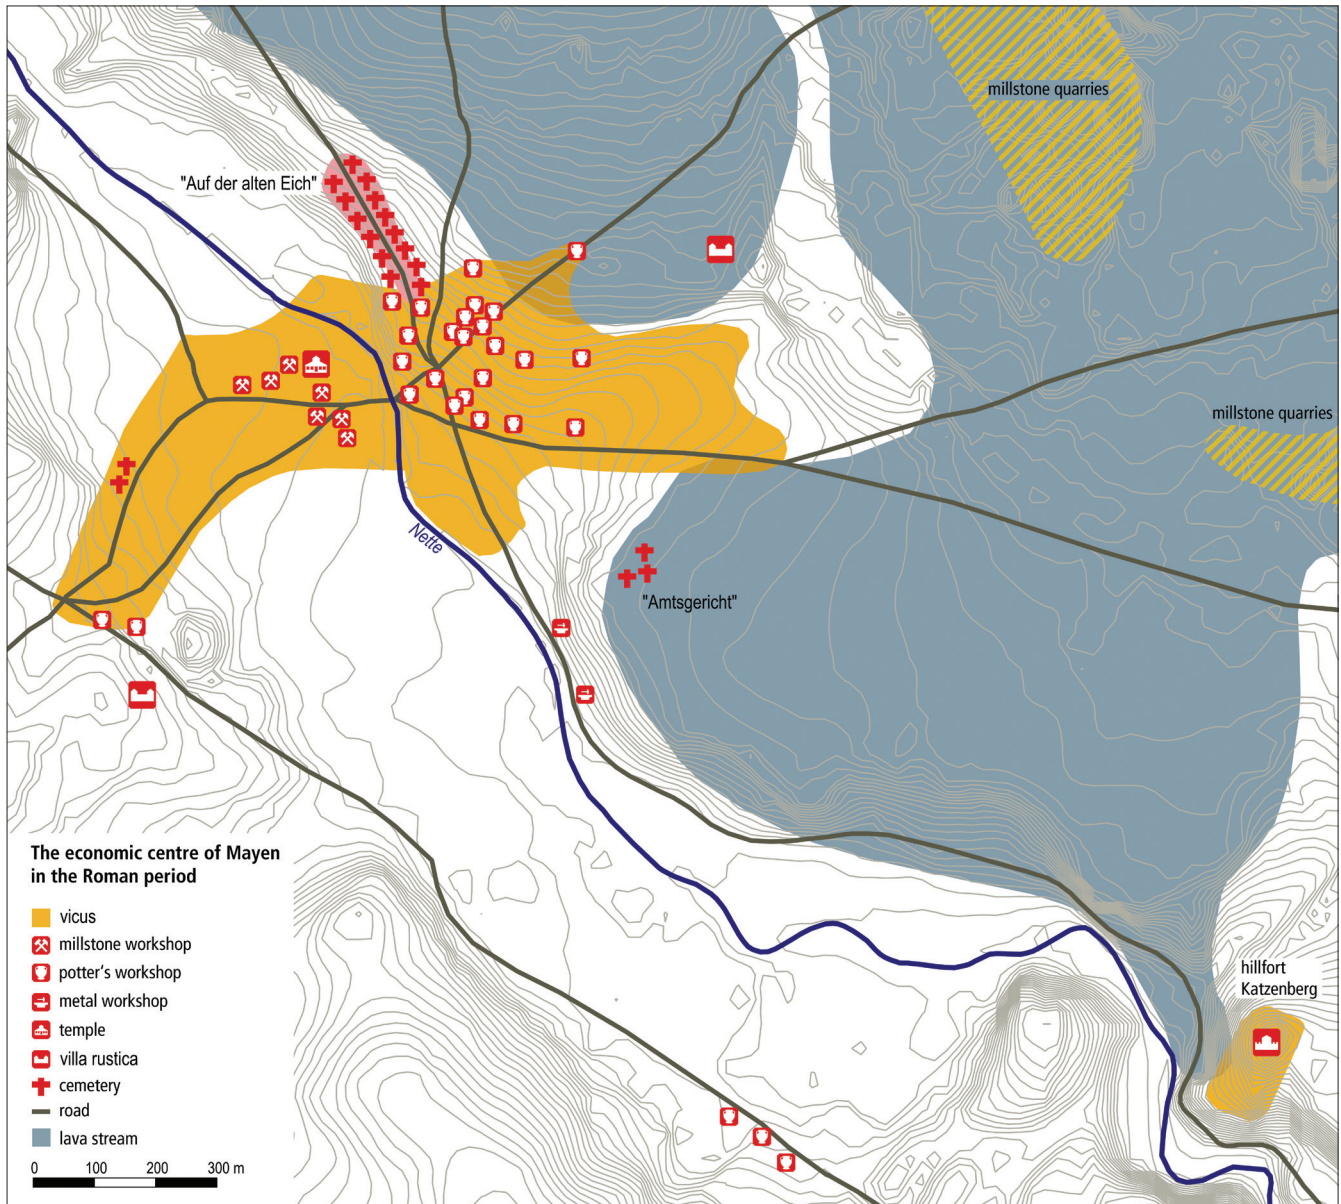 millstone quarries
"Auf der alten Eich"
millstone quarries
Nette
"Amtsgericht"
hillfort
Katzenberg
The economic centre of Mayen
in the Roman period
vicus
millstone workshop
potter's workshop
metal workshop
temple
villa rustica
cemetery
road
lava stream
0 100 200 300 m